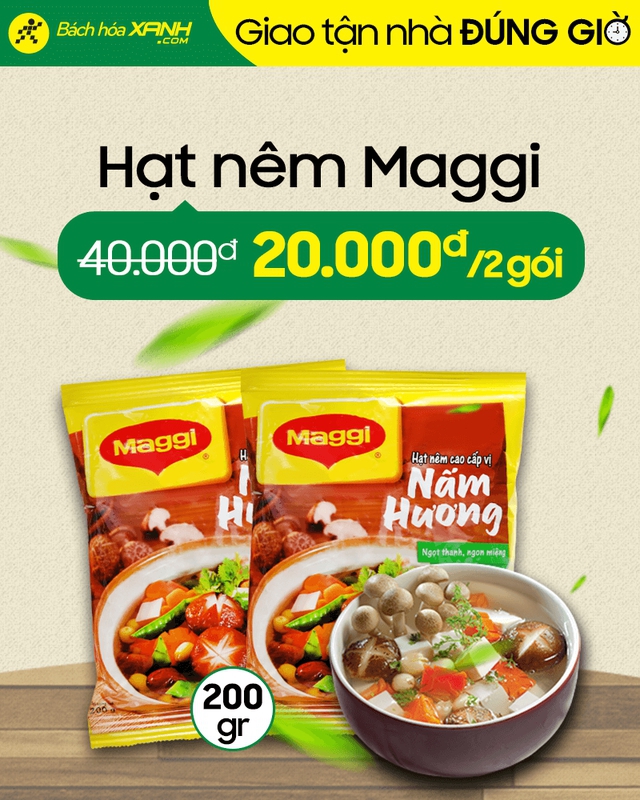 Bách hóa XANH
.COM
Giao tận nhà ĐÚNG GIỜ
Hạt nêm Maggi
40.000đ 20.000đ/2 gói
Maggi
Maggi
Hạt nêm cao cấp vị
Nấm
Hương
Ngọt thanh, ngon miệng
200
gr